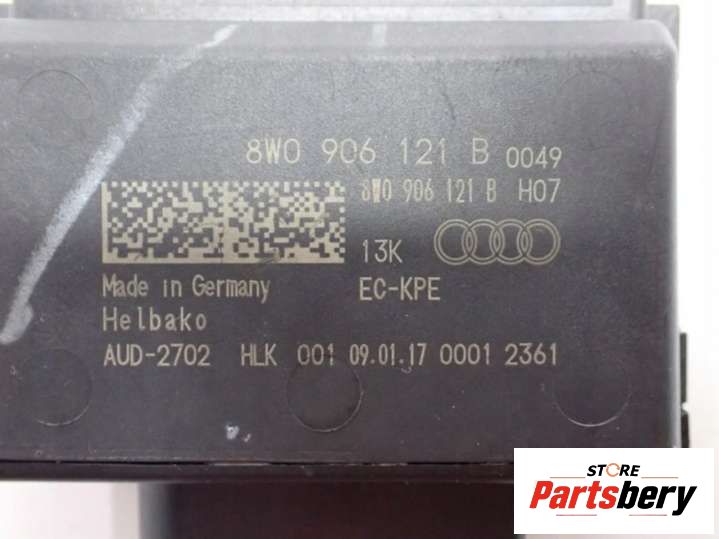 8W0 906 121 B 0049
8W0 906 121 B H07
13K
Made in Germany EC-KPE
Helbako
AUD-2702 HLK 001 09.01.17 0001 2361
STORE
Partsbery